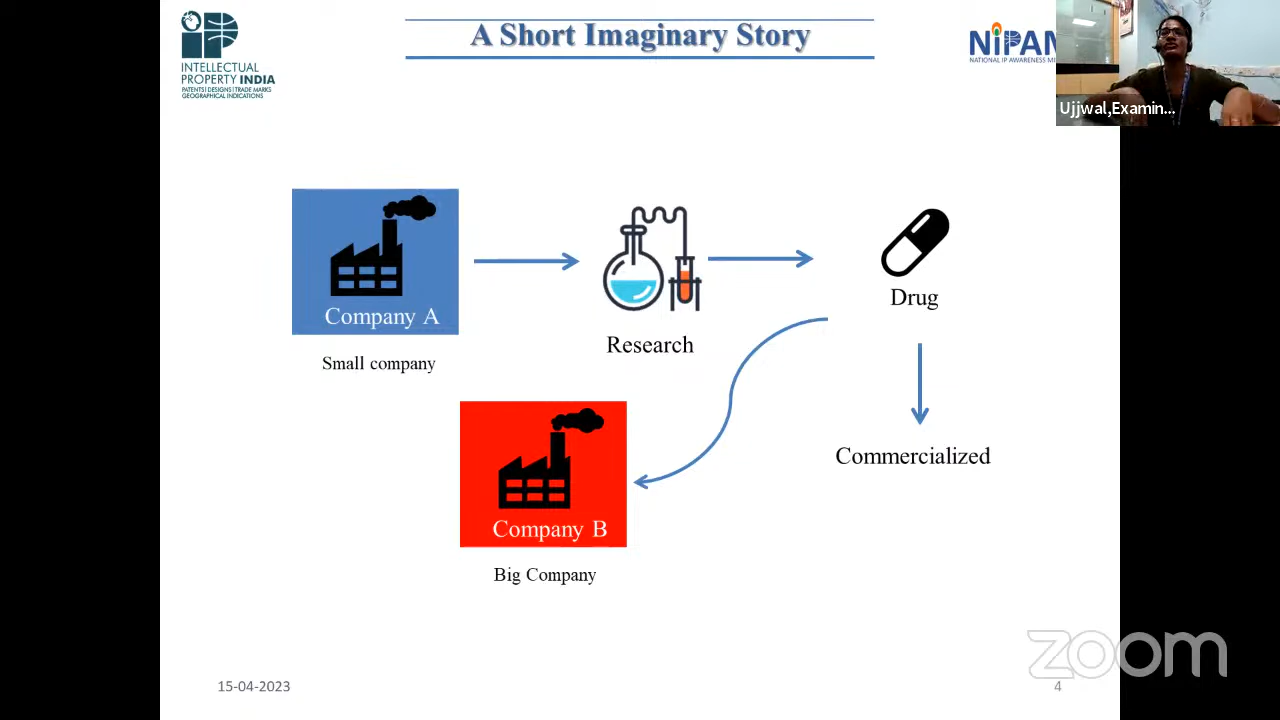 A Short Imaginary Story
INTELLECTUAL
PROPERTY INDIA
PATENTS | DESIGNS | TRADE MARKS
GEOGRAPHICAL INDICATIONS
NiPAM
NATIONAL IP AWARENESS MI
Ujjwal,Examin...
Company A
Small company
Research
Drug
Commercialized
Company B
Big Company
zoom
15-04-2023
4